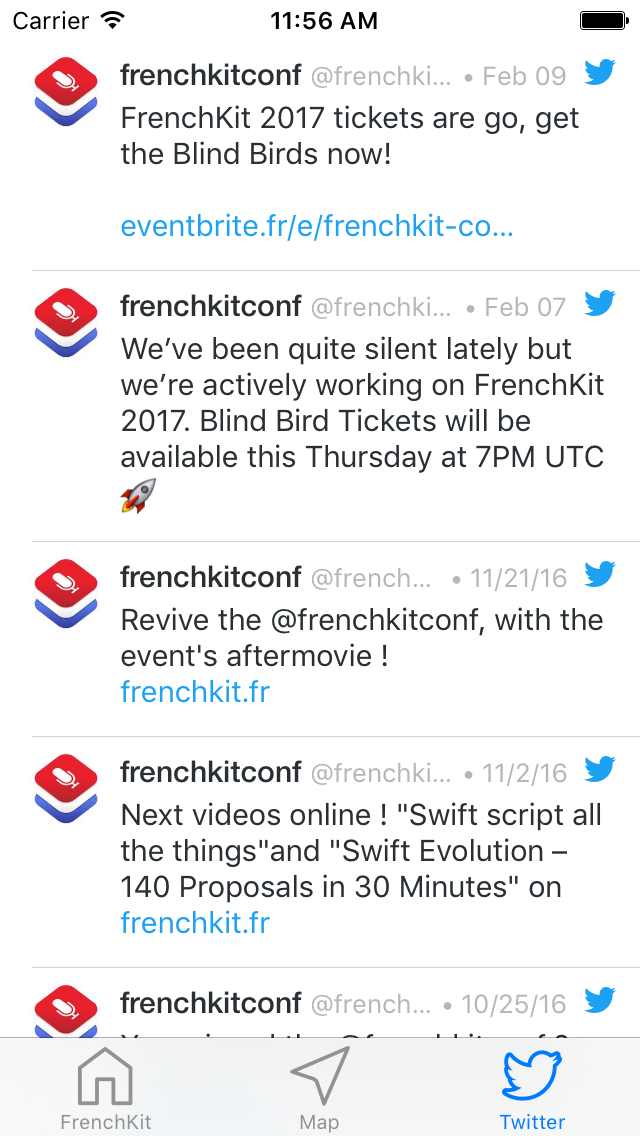 Carrier 11:56 AM
frenchkitconf @frenchki... • Feb 09
FrenchKit 2017 tickets are go, get
the Blind Birds now!
eventbrite.fr/e/frenchkit-co...
frenchkitconf @frenchki... • Feb 07
We’ve been quite silent lately but
we’re actively working on FrenchKit
2017. Blind Bird Tickets will be
available this Thursday at 7PM UTC
🚀
frenchkitconf @french... • 11/21/16
Revive the @frenchkitconf, with the
event's aftermovie !
frenchkit.fr
frenchkitconf @frenchki... • 11/2/16
Next videos online ! "Swift script all
the things"and "Swift Evolution –
140 Proposals in 30 Minutes" on
frenchkit.fr
frenchkitconf @french... • 10/25/16
FrenchKit Map Twitter